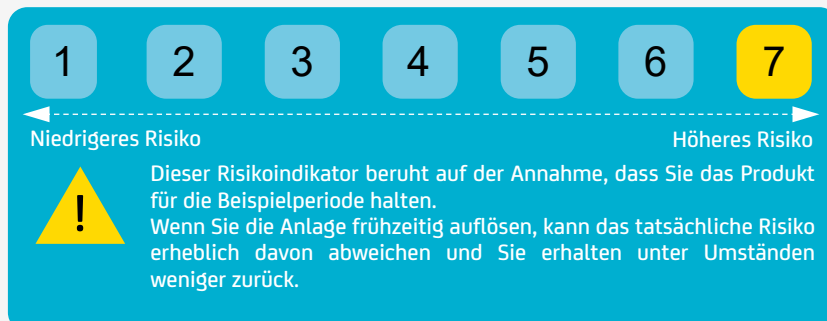 1 2 3 4 5 6 7
Niedrigeres Risiko Höheres Risiko
Dieser Risikoindikator beruht auf der Annahme, dass Sie das Produkt
für die Beispielperiode halten.
Wenn Sie die Anlage frühzeitig auflösen, kann das tatsächliche Risiko
erheblich davon abweichen und Sie erhalten unter Umständen
weniger zurück.
!